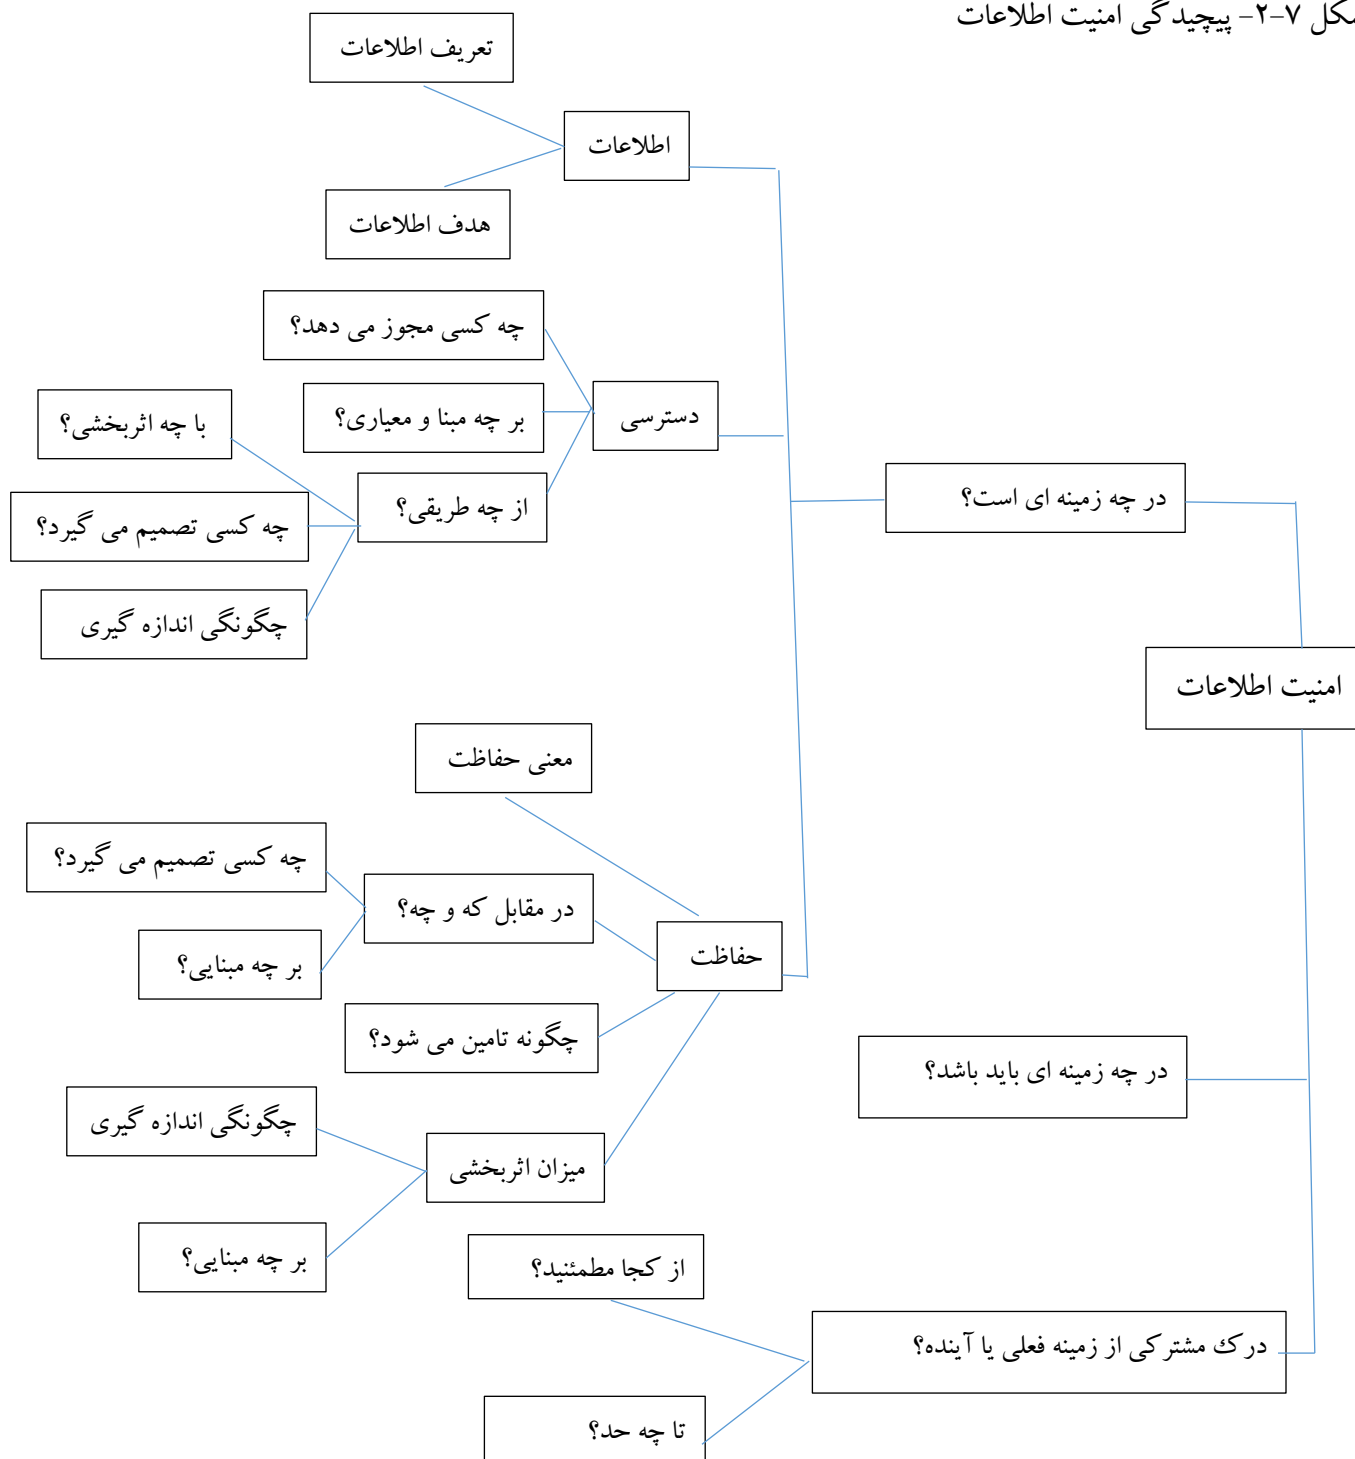 شکل ۷-۲- پیچیدگی امنیت اطلاعات
تعریف اطلاعات
اطلاعات
هدف اطلاعات
چه کسی مجوز می دهد؟
دسترسی
بر چه مبنا و معیاری؟
با چه اثربخشی؟
از چه طریقی؟
در چه زمینه ای است؟
چه کسی تصمیم می گیرد؟
چگونگی اندازه گیری
امنیت اطلاعات
معنی حفاظت
چه کسی تصمیم می گیرد؟
در مقابل که و چه؟
حفاظت
بر چه مبنایی؟
چگونه تامین می شود؟
در چه زمینه ای باید باشد؟
چگونگی اندازه گیری
میزان اثربخشی
بر چه مبنایی؟
از کجا مطمئنید؟
درک مشترکی از زمینه فعلی یا آینده؟
تا چه حد؟